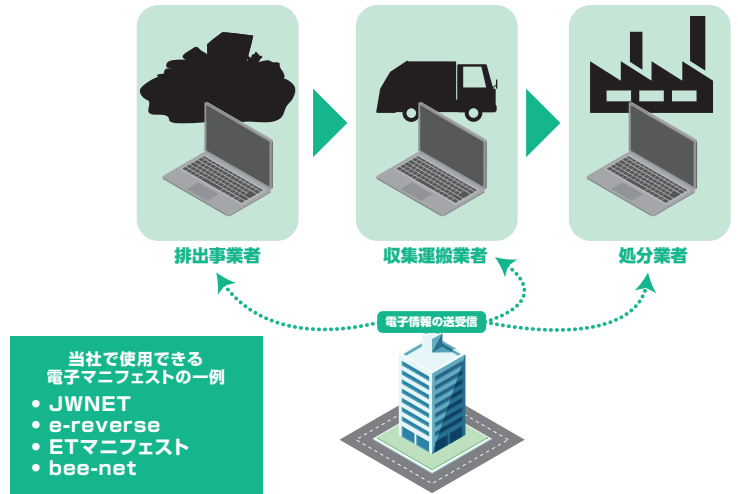 排出事業者
収集運搬業者
処分業者
電子情報の送受信
当社で使用できる
電子マニフェストの一例
• JWNET
• e-reverse
• ETマニフェスト
• bee-net